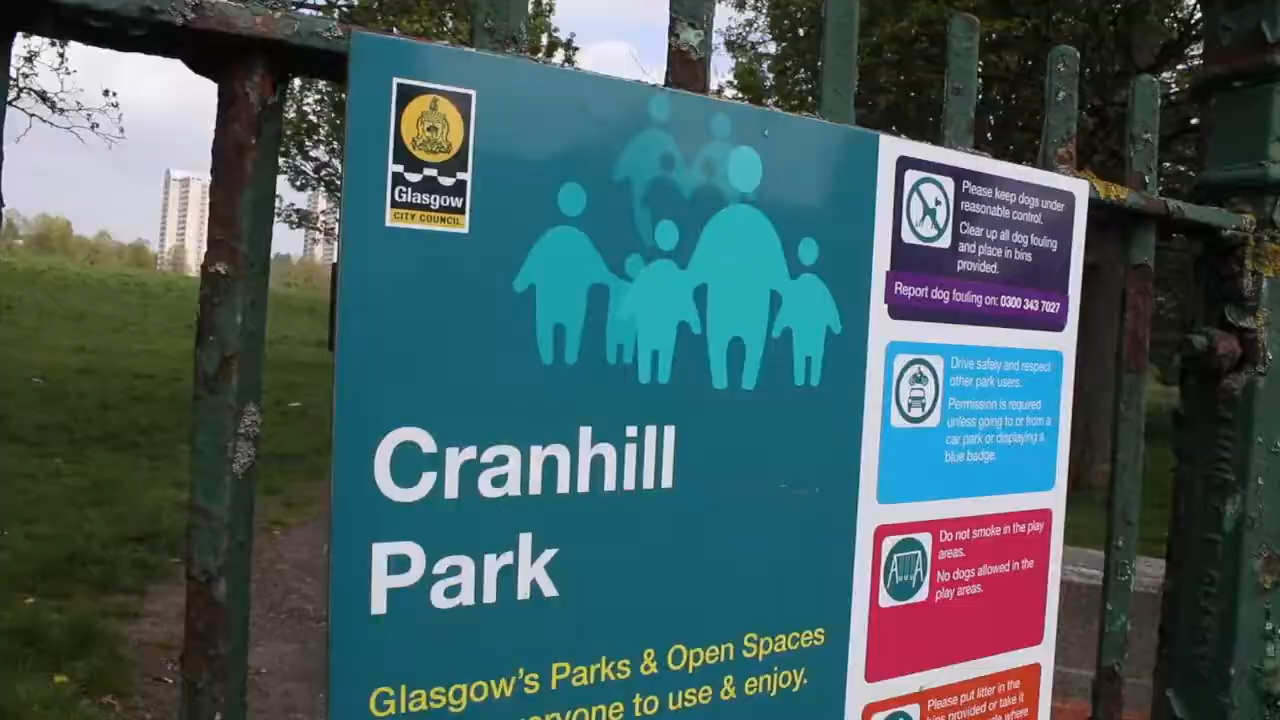 Glasgow
CITY COUNCIL
Cranhill
Park
Glasgow's Parks & Open Spaces
to use & enjoy.
Please keep dogs under
reasonable control.
Clear up all dog fouling
and place in bins
provided.
Report dog fouling on: 0300 343 7027
Drive safely and respect
other park users.
Permission is required
unless going to or from a
car park or displaying a
blue badge.
Do not smoke in the play
areas.
No dogs allowed in the
play areas.
Please put litter in the
bins provided or take it
where